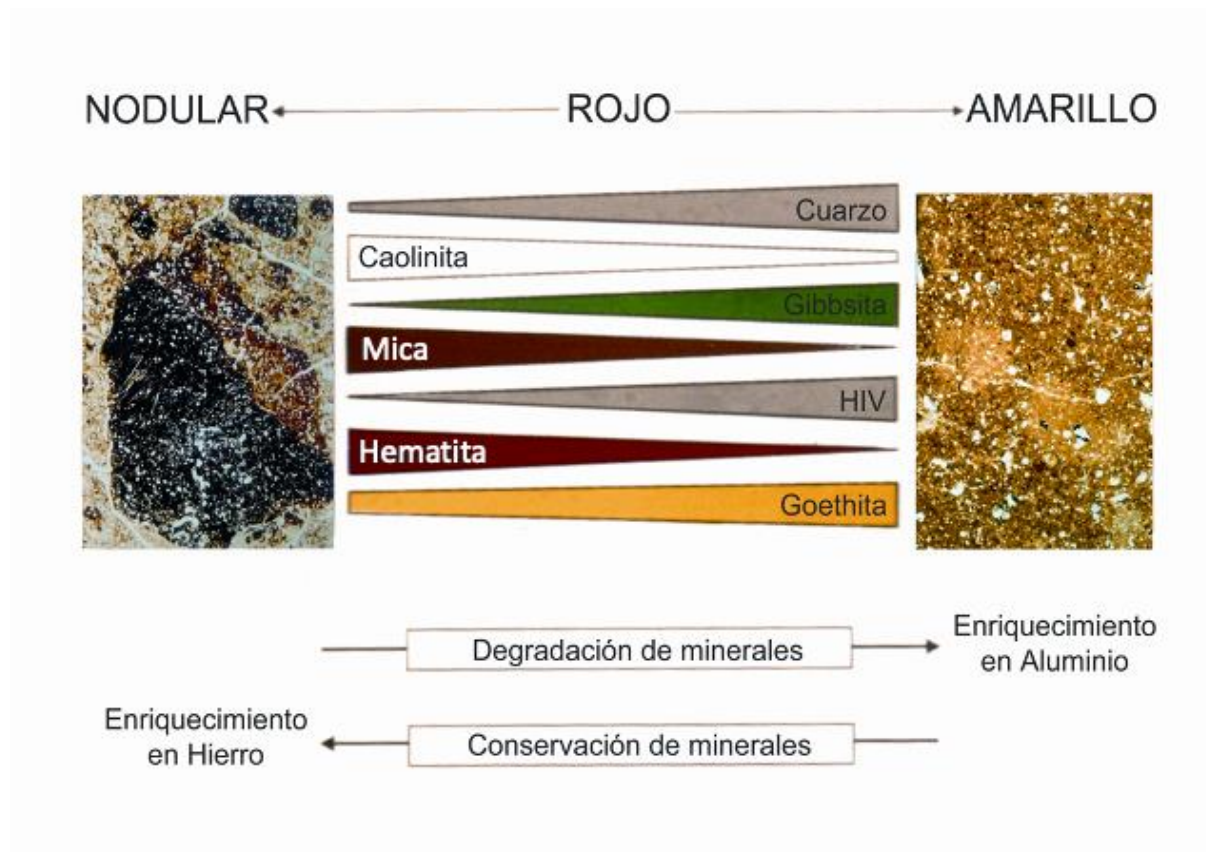 NODULAR ROJO AMARILLO
Cuarzo
Caolinita
Gibbsita
Mica
HIV
Hematita
Goethita
Degradación de minerales
Enriquecimiento
en Aluminio
Enriquecimiento
en Hierro
Conservación de minerales